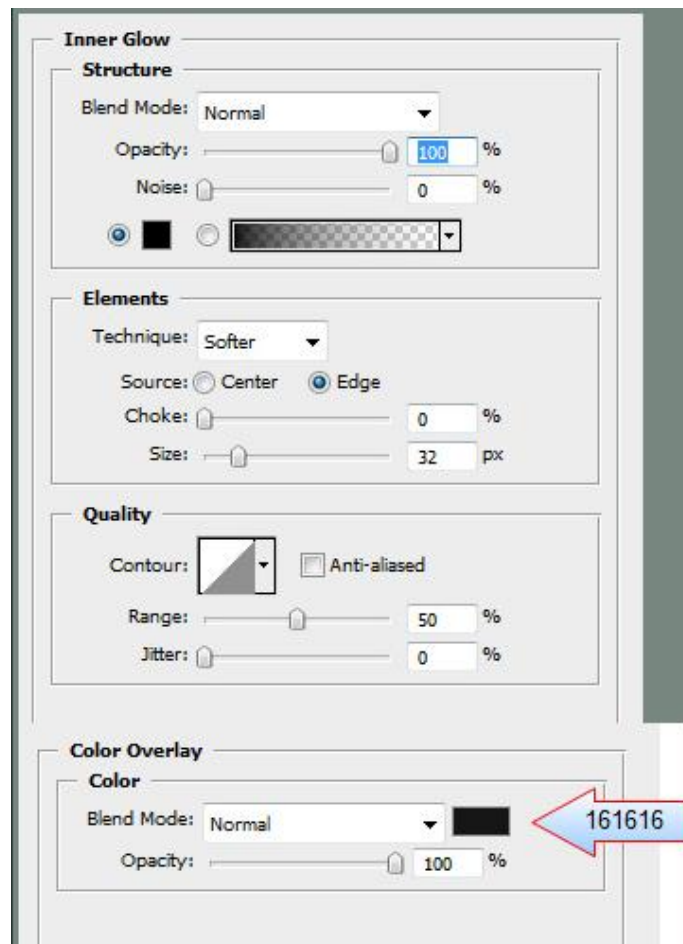 Inner Glow
Structure
Blend Mode: Normal
Opacity: 100 %
Noise: 0 %
Elements
Technique: Softer
Source: Center Edge
Choke: 0 %
Size: 32 px
Quality
Contour: Anti-aliased
Range: 50 %
Jitter: 0 %
Color Overlay
Color
Blend Mode: Normal 161616
Opacity: 100 %